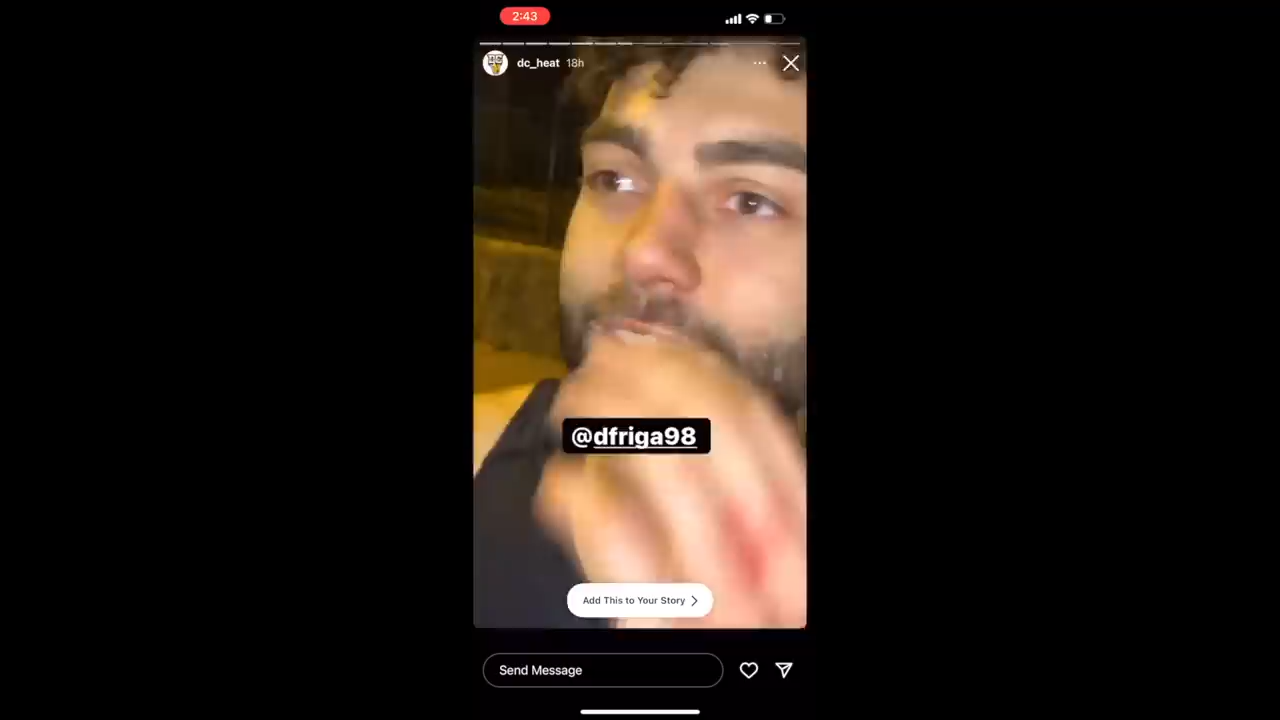 2:43
dc_heat 18h
@dfriga98
Add This to Your Story
Send Message